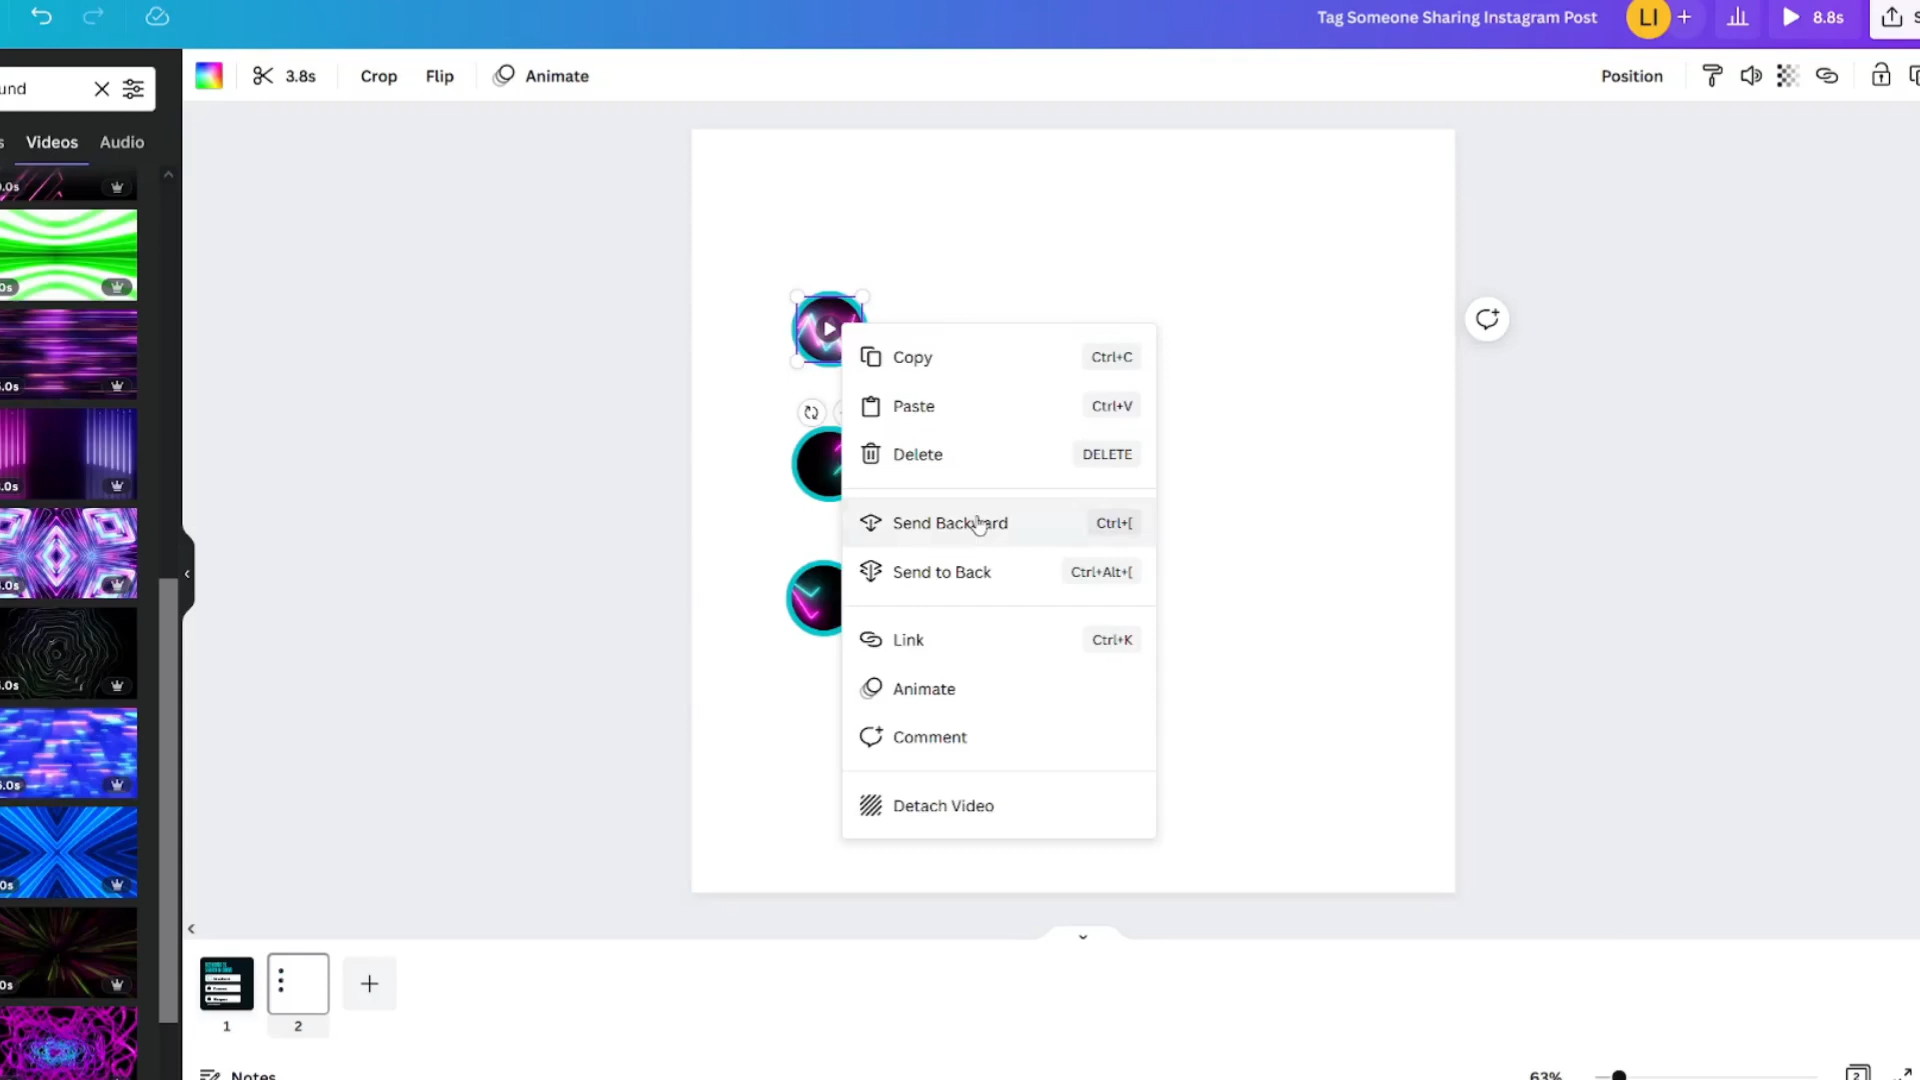 Tag Someone Sharing Instagram Post
LI
8.8s
und
3.8s
Crop
Flip
Animate
Position
Videos
Audio
Copy
Ctrl+C
Paste
Ctrl+V
Delete
DELETE
Send Backward
Ctrl+[
Send to Back
Ctrl+Alt+[
Link
Ctrl+K
Animate
Comment
Detach Video
1
2
Notes
63%
2